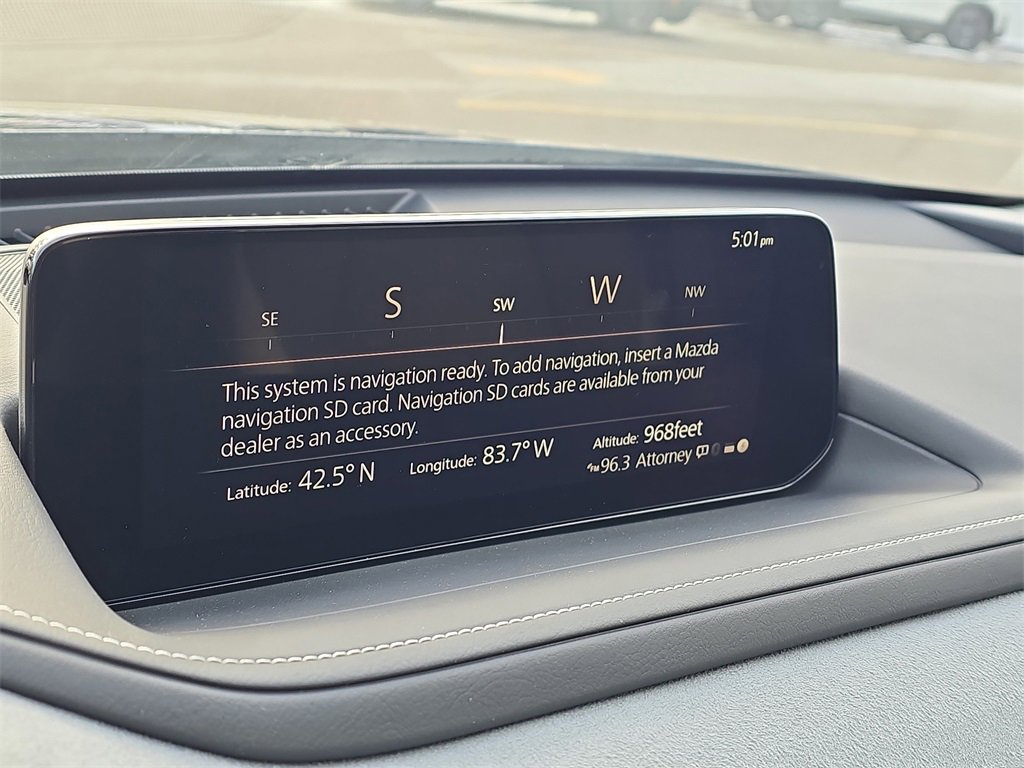 5:01pm
SE S SW W NW
This system is navigation ready. To add navigation, insert a Mazda
navigation SD card. Navigation SD cards are available from your
dealer as an accessory.
Latitude: 42.5° N Longitude: 83.7° W Altitude: 968feet
FM 96.3 Attorney